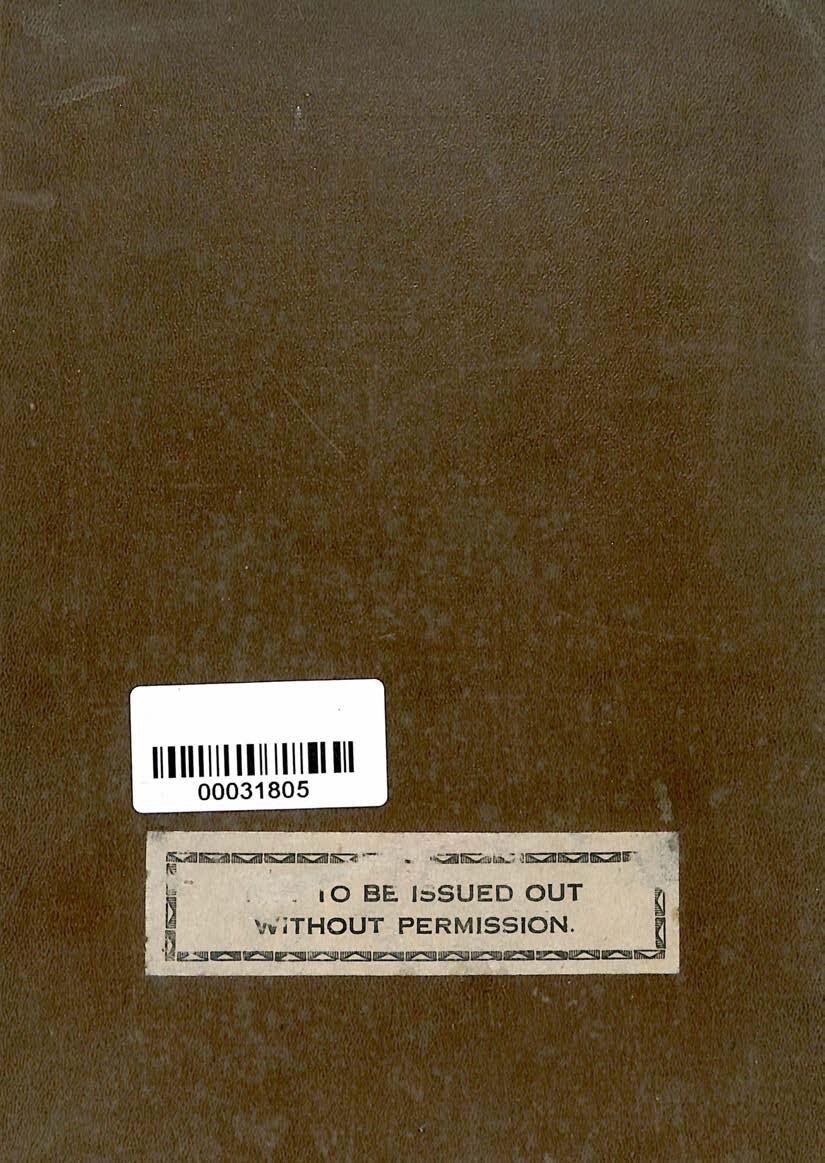 00031805
TO BE ISSUED OUT
WITHOUT PERMISSION.